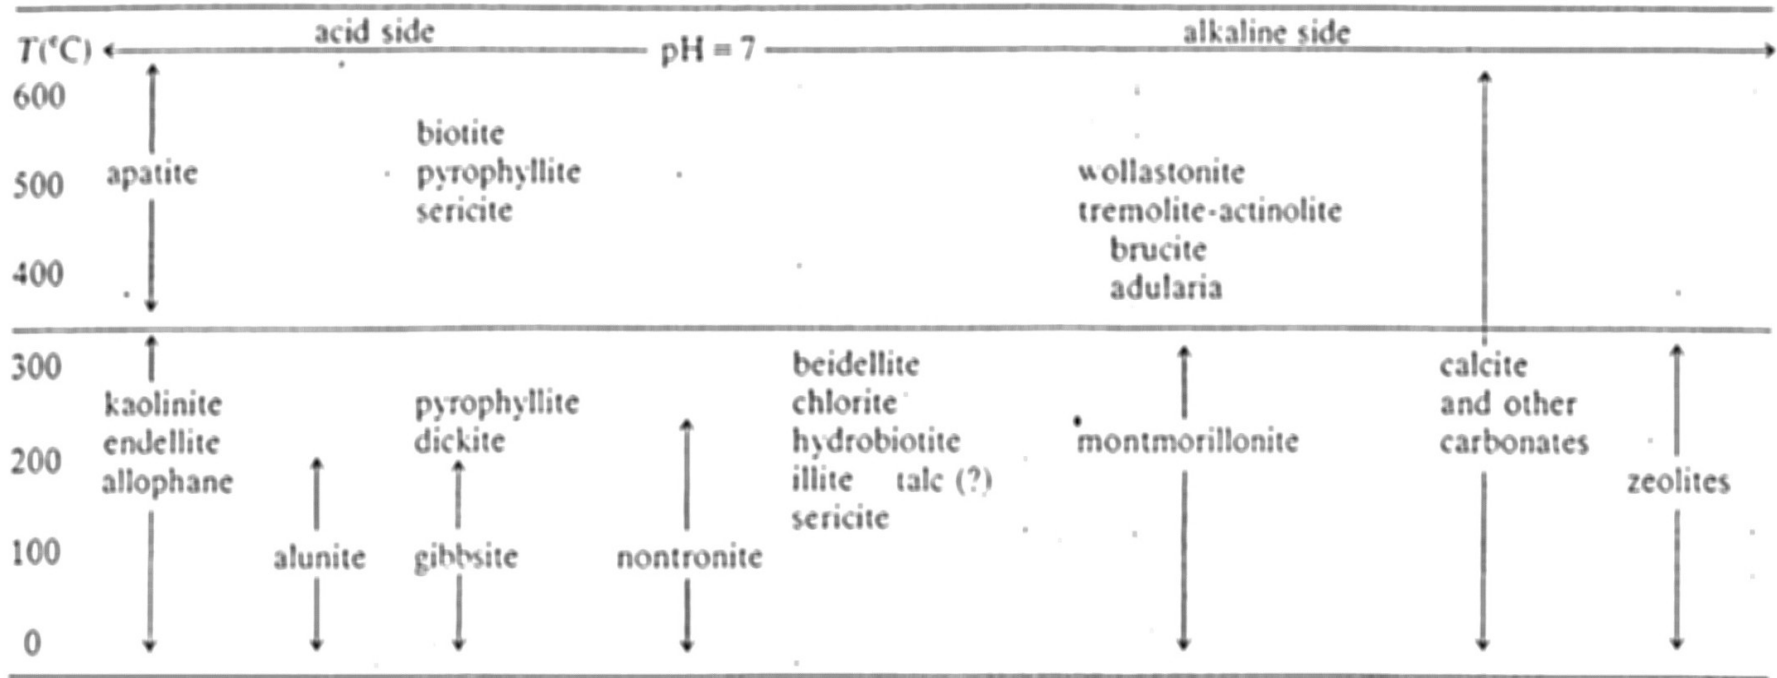 acid side alkaline side
T(°C) pH = 7
600
biotite
apatite pyrophyllite wollastonite
500
sericite tremolite-actinolite
brucite
400
adularia
300 beidellite calcite
kaolinite pyrophyllite chlorite and other
endellite dickite hydrobiotite montmorillonite carbonates
200
allophane illite talc (?) zeolites
sericite
100 alunite gibbsite nontronite
0